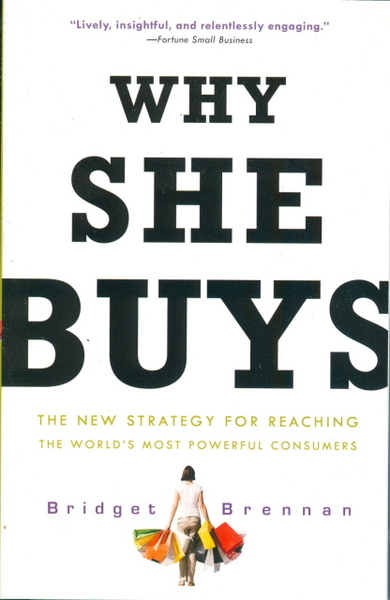 "Lively, insightful, and relentlessly engaging."
—Fortune Small Business
WHY
SHE
BUYS
THE NEW STRATEGY FOR REACHING
THE WORLD'S MOST POWERFUL CONSUMERS
Bridget Brennan